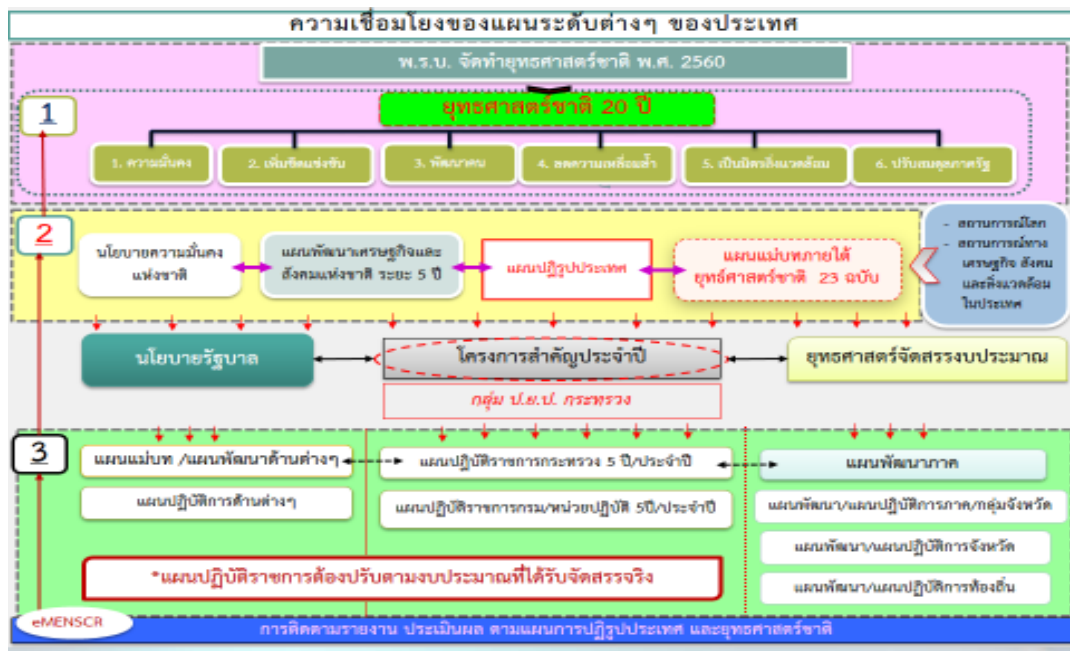 ความเชื่อมโยงของแผนระดับต่างๆ ของประเทศ
พ.ร.บ. จัดทำยุทธศาสตร์ชาติ พ.ศ. 2560
1
ยุทธศาสตร์ชาติ 20 ปี
1. ความมั่นคง
2. เพิ่มขีดแข่งขัน
3. พัฒนาคน
4. ลดความเหลื่อมล้ำ
5. เป็นมิตรสิ่งแวดล้อม
6. ปรับสมดุลภาครัฐ
2
นโยบายความมั่นคง
แห่งชาติ
แผนพัฒนาเศรษฐกิจและ
สังคมแห่งชาติ ระยะ 5 ปี
แผนปฏิรูปประเทศ
แผนแม่บทภายใต้
ยุทธ์ศาสตร์ชาติ 23 ฉบับ
- สถานการณ์โลก
- สถานการณ์ทาง
เศรษฐกิจ สังคม
และสิ่งแวดล้อม
ในประเทศ
นโยบายรัฐบาล
โครงการสำคัญประจำปี
ยุทธศาสตร์จัดสรรงบประมาณ
กลุ่ม ป.ย.ป. กระทรวง
3
แผนแม่บท /แผนพัฒนาด้านต่างๆ
แผนปฏิบัติราชการกระทรวง 5 ปี/ประจำปี
แผนพัฒนาภาค
แผนปฏิบัติการด้านต่างๆ
แผนปฏิบัติราชการกรม/หน่วยปฏิบัติ 5ปี/ประจำปี
แผนพัฒนา/แผนปฏิบัติการภาค/กลุ่มจังหวัด
แผนพัฒนา/แผนปฏิบัติการจังหวัด
แผนพัฒนา/แผนปฏิบัติการท้องถิ่น
*แผนปฏิบัติราชการต้องปรับตามงบประมาณที่ได้รับจัดสรรจริง
eMENSCR
การติดตามรายงาน ประเมินผล ตามแผนการปฏิรูปประเทศ และยุทธศาสตร์ชาติ